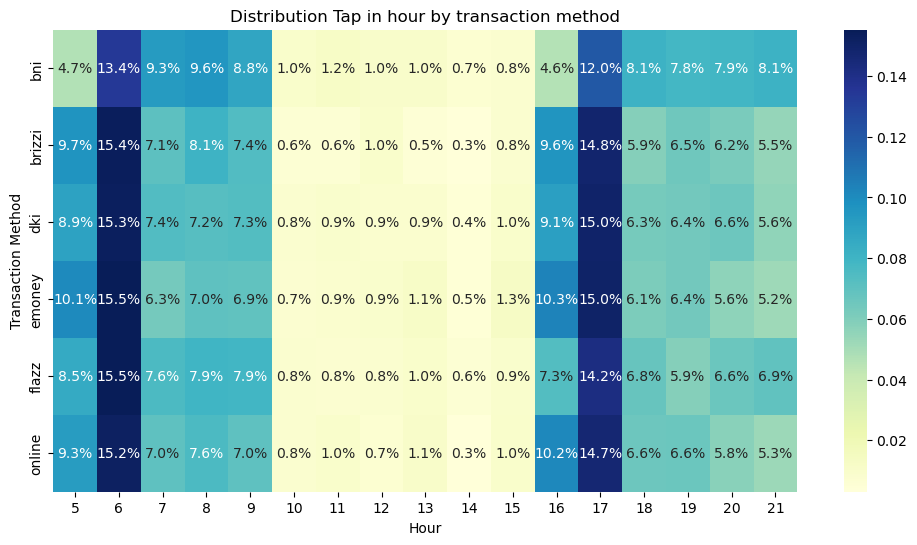 Distribution Tap in hour by transaction method
Transaction Method
bni 4.7% 13.4% 9.3% 9.6% 8.8% 1.0% 1.2% 1.0% 1.0% 0.7% 0.8% 4.6% 12.0% 8.1% 7.8% 7.9% 8.1%
brizzi 9.7% 15.4% 7.1% 8.1% 7.4% 0.6% 0.6% 1.0% 0.5% 0.3% 0.8% 9.6% 14.8% 5.9% 6.5% 6.2% 5.5%
dki 8.9% 15.3% 7.4% 7.2% 7.3% 0.8% 0.9% 0.9% 0.9% 0.4% 1.0% 9.1% 15.0% 6.3% 6.4% 6.6% 5.6%
emoney 10.1% 15.5% 6.3% 7.0% 6.9% 0.7% 0.9% 0.9% 1.1% 0.5% 1.3% 10.3% 15.0% 6.1% 6.4% 5.6% 5.2%
flazz 8.5% 15.5% 7.6% 7.9% 7.9% 0.8% 0.8% 0.8% 1.0% 0.6% 0.9% 7.3% 14.2% 6.8% 5.9% 6.6% 6.9%
online 9.3% 15.2% 7.0% 7.6% 7.0% 0.8% 1.0% 0.7% 1.1% 0.3% 1.0% 10.2% 14.7% 6.6% 6.6% 5.8% 5.3%
5 6 7 8 9 10 11 12 13 14 15 16 17 18 19 20 21
Hour
0.14
0.12
0.10
0.08
0.06
0.04
0.02